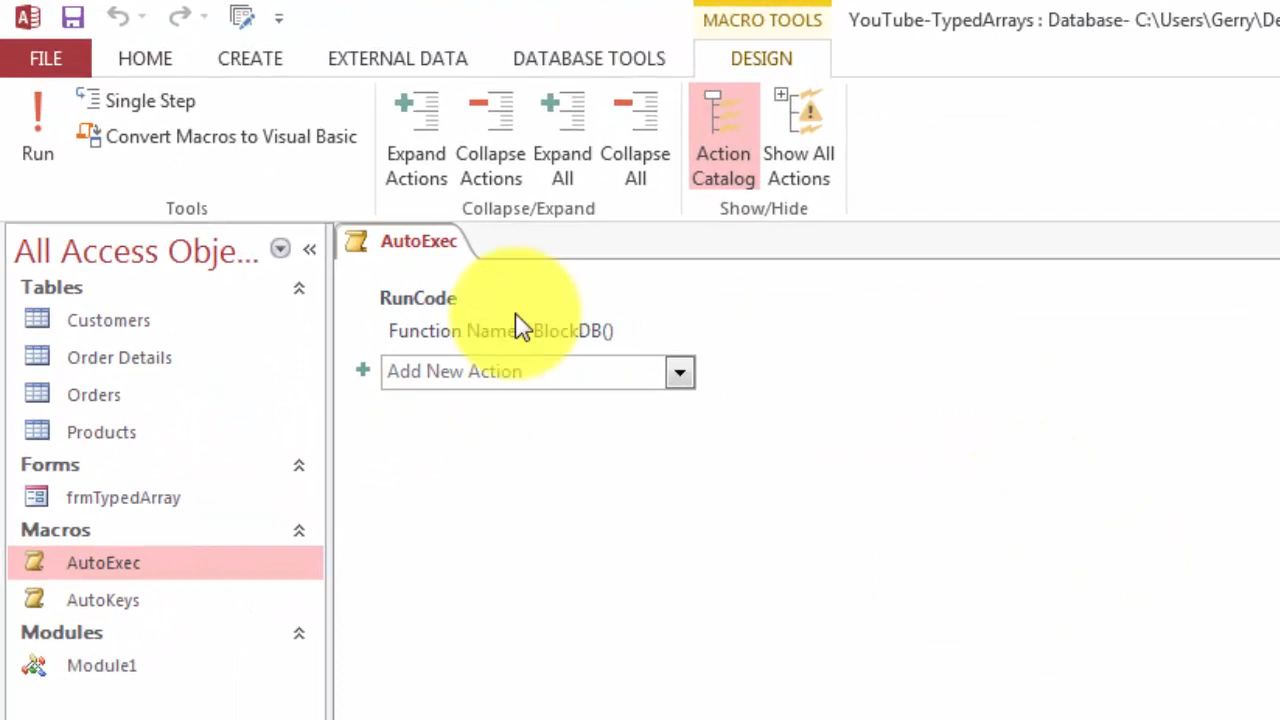 MACRO TOOLS
YouTube-TypedArrays : Database- C:\Users\Gerry\De
FILE
HOME
CREATE
EXTERNAL DATA
DATABASE TOOLS
DESIGN
Run
Single Step
Convert Macros to Visual Basic
Tools
Expand Actions
Collapse Actions
Expand All
Collapse All
Collapse/Expand
Action Catalog
Show All Actions
Show/Hide
All Access Obje...
Tables
Customers
Order Details
Orders
Products
Forms
frmTypedArray
Macros
AutoExec
AutoKeys
Modules
Module1
AutoExec
RunCode
Function Name BlockDB()
Add New Action